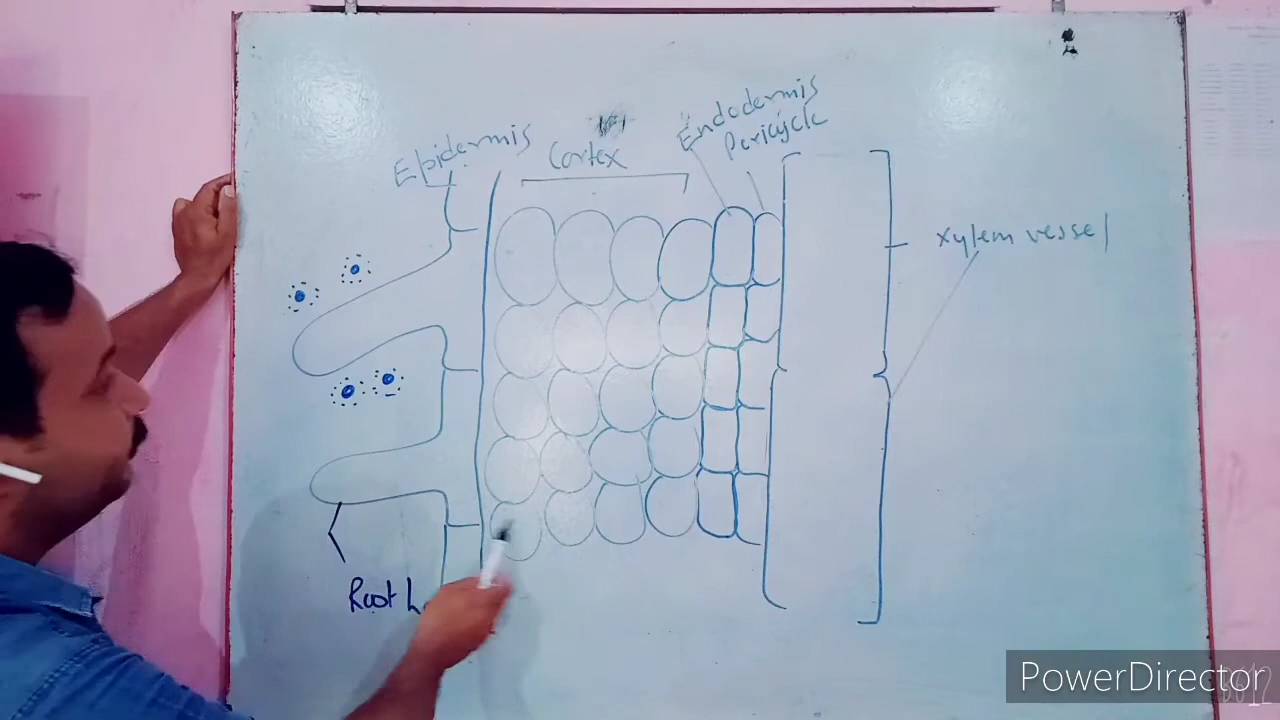 Epidermis
Cortex
Endodermis
Pericycle
xylem vessel
Root h
PowerDirector